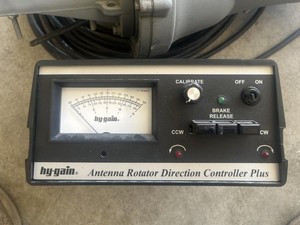 CALIBRATE
OFF ON
BRAKE
RELEASE
CCW
CW
hy-gain®
hy-gain® Antenna Rotator Direction Controller Plus